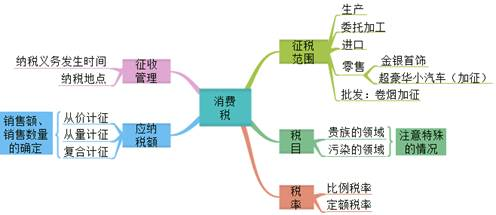 消费
税
征税
范围
生产
委托加工
进口
零售
金银首饰
超豪华小汽车（加征）
批发：卷烟加征
税
目
贵族的领域
污染的领域
注意特殊
的情况
税
率
比例税率
定额税率
征收
管理
纳税义务发生时间
纳税地点
应纳
税额
从价计征
从量计征
复合计征
销售额、
销售数量
的确定